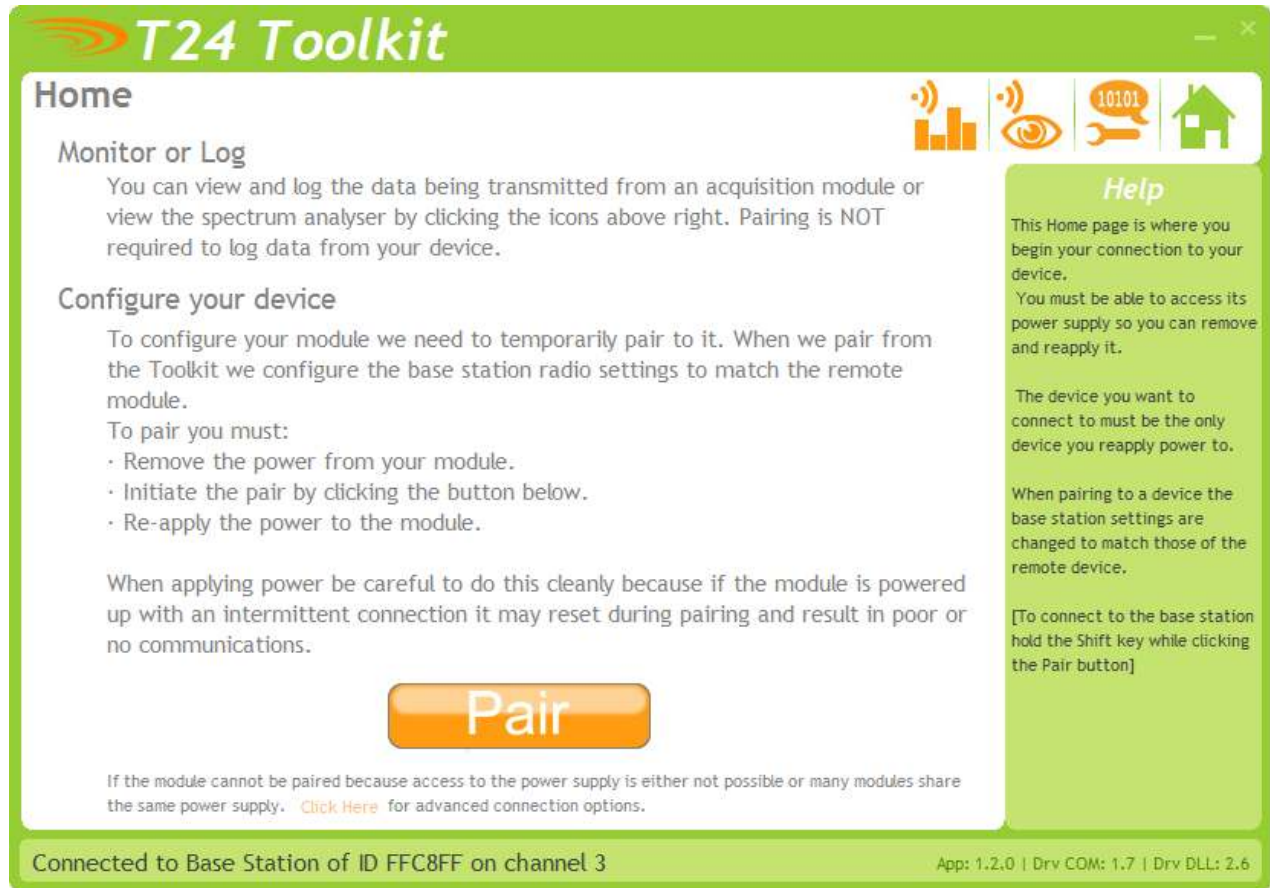 T24 Toolkit
Home
10101
Monitor or Log
You can view and log the data being transmitted from an acquisition module or
view the spectrum analyser by clicking the icons above right. Pairing is NOT
required to log data from your device.
Configure your device
To configure your module we need to temporarily pair to it. When we pair from
the Toolkit we configure the base station radio settings to match the remote
module.
To pair you must:
· Remove the power from your module.
· Initiate the pair by clicking the button below.
· Re-apply the power to the module.
When applying power be careful to do this cleanly because if the module is powered
up with an intermittent connection it may reset during pairing and result in poor or
no communications.
Pair
If the module cannot be paired because access to the power supply is either not possible or many modules share
the same power supply. Click Here for advanced connection options.
Help
This Home page is where you
begin your connection to your
device.
You must be able to access its
power supply so you can remove
and reapply it.
The device you want to
connect to must be the only
device you reapply power to.
When pairing to a device the
base station settings are
changed to match those of the
remote device.
[To connect to the base station
hold the Shift key while clicking
the Pair button]
Connected to Base Station of ID FFC8FF on channel 3
App: 1.2.0 | Drv COM: 1.7 | Drv DLL: 2.6